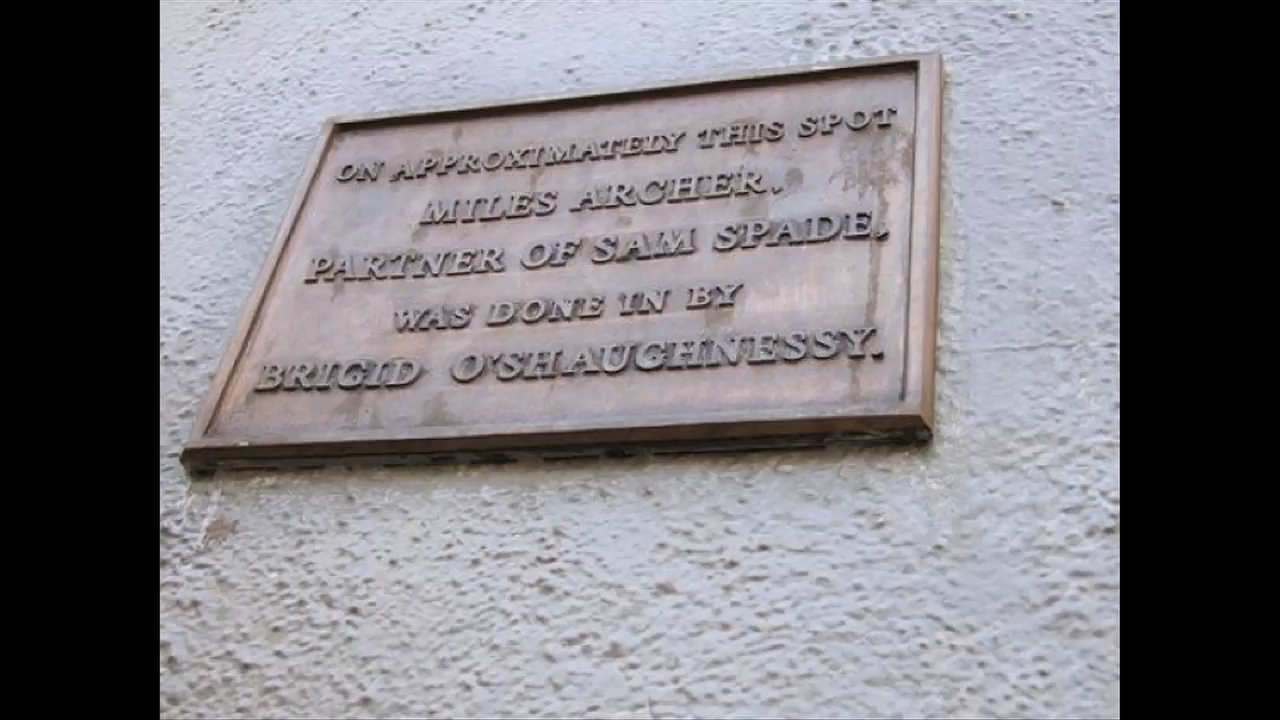 ON APPROXIMATELY THIS SPOT
MILES ARCHER,
PARTNER OF SAM SPADE,
WAS DONE IN BY
BRIGID O'SHAUGHNESSY.